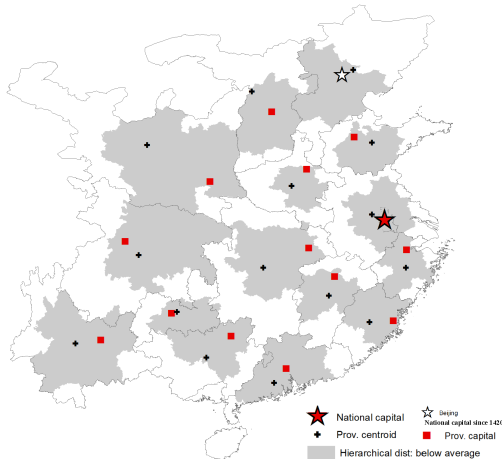 National capital
Beijing
National capital since 1420
Prov. centroid
Prov. capital
Hierarchical dist: below average